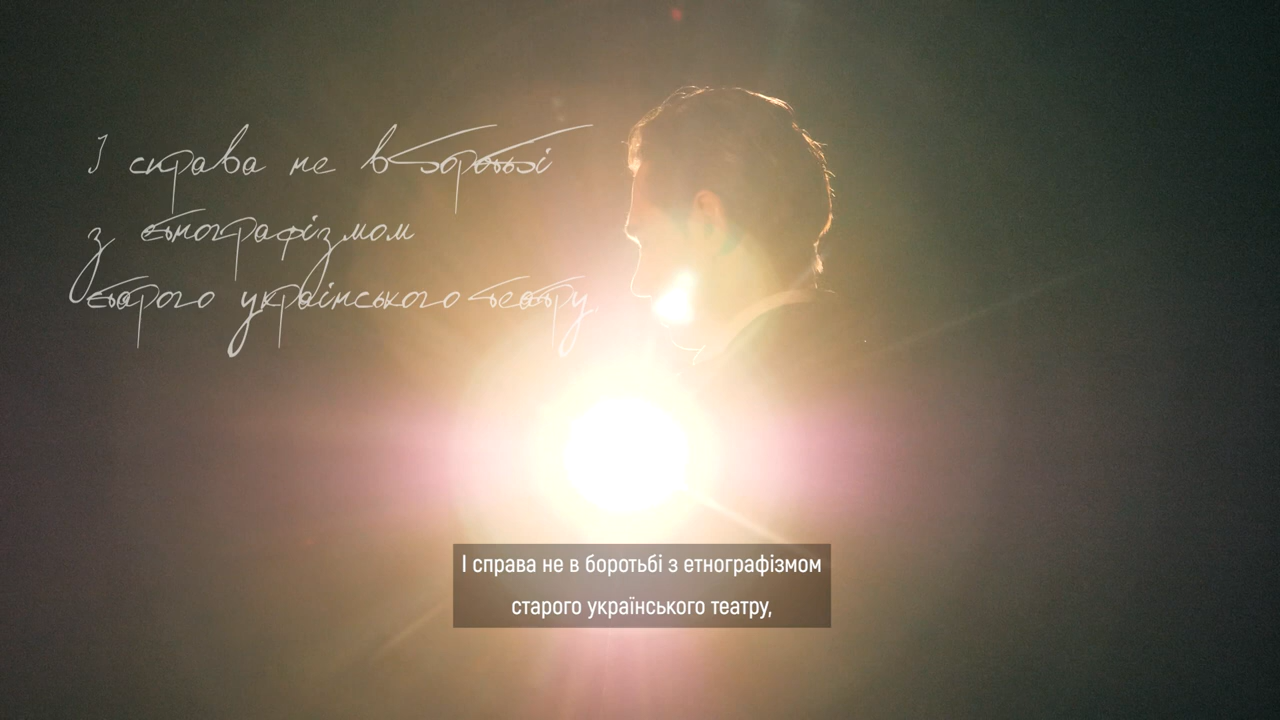 І справа не в боротьбі
з етнографізмом
старого українського театру.
І справа не в боротьбі з етнографізмом
старого українського театру,